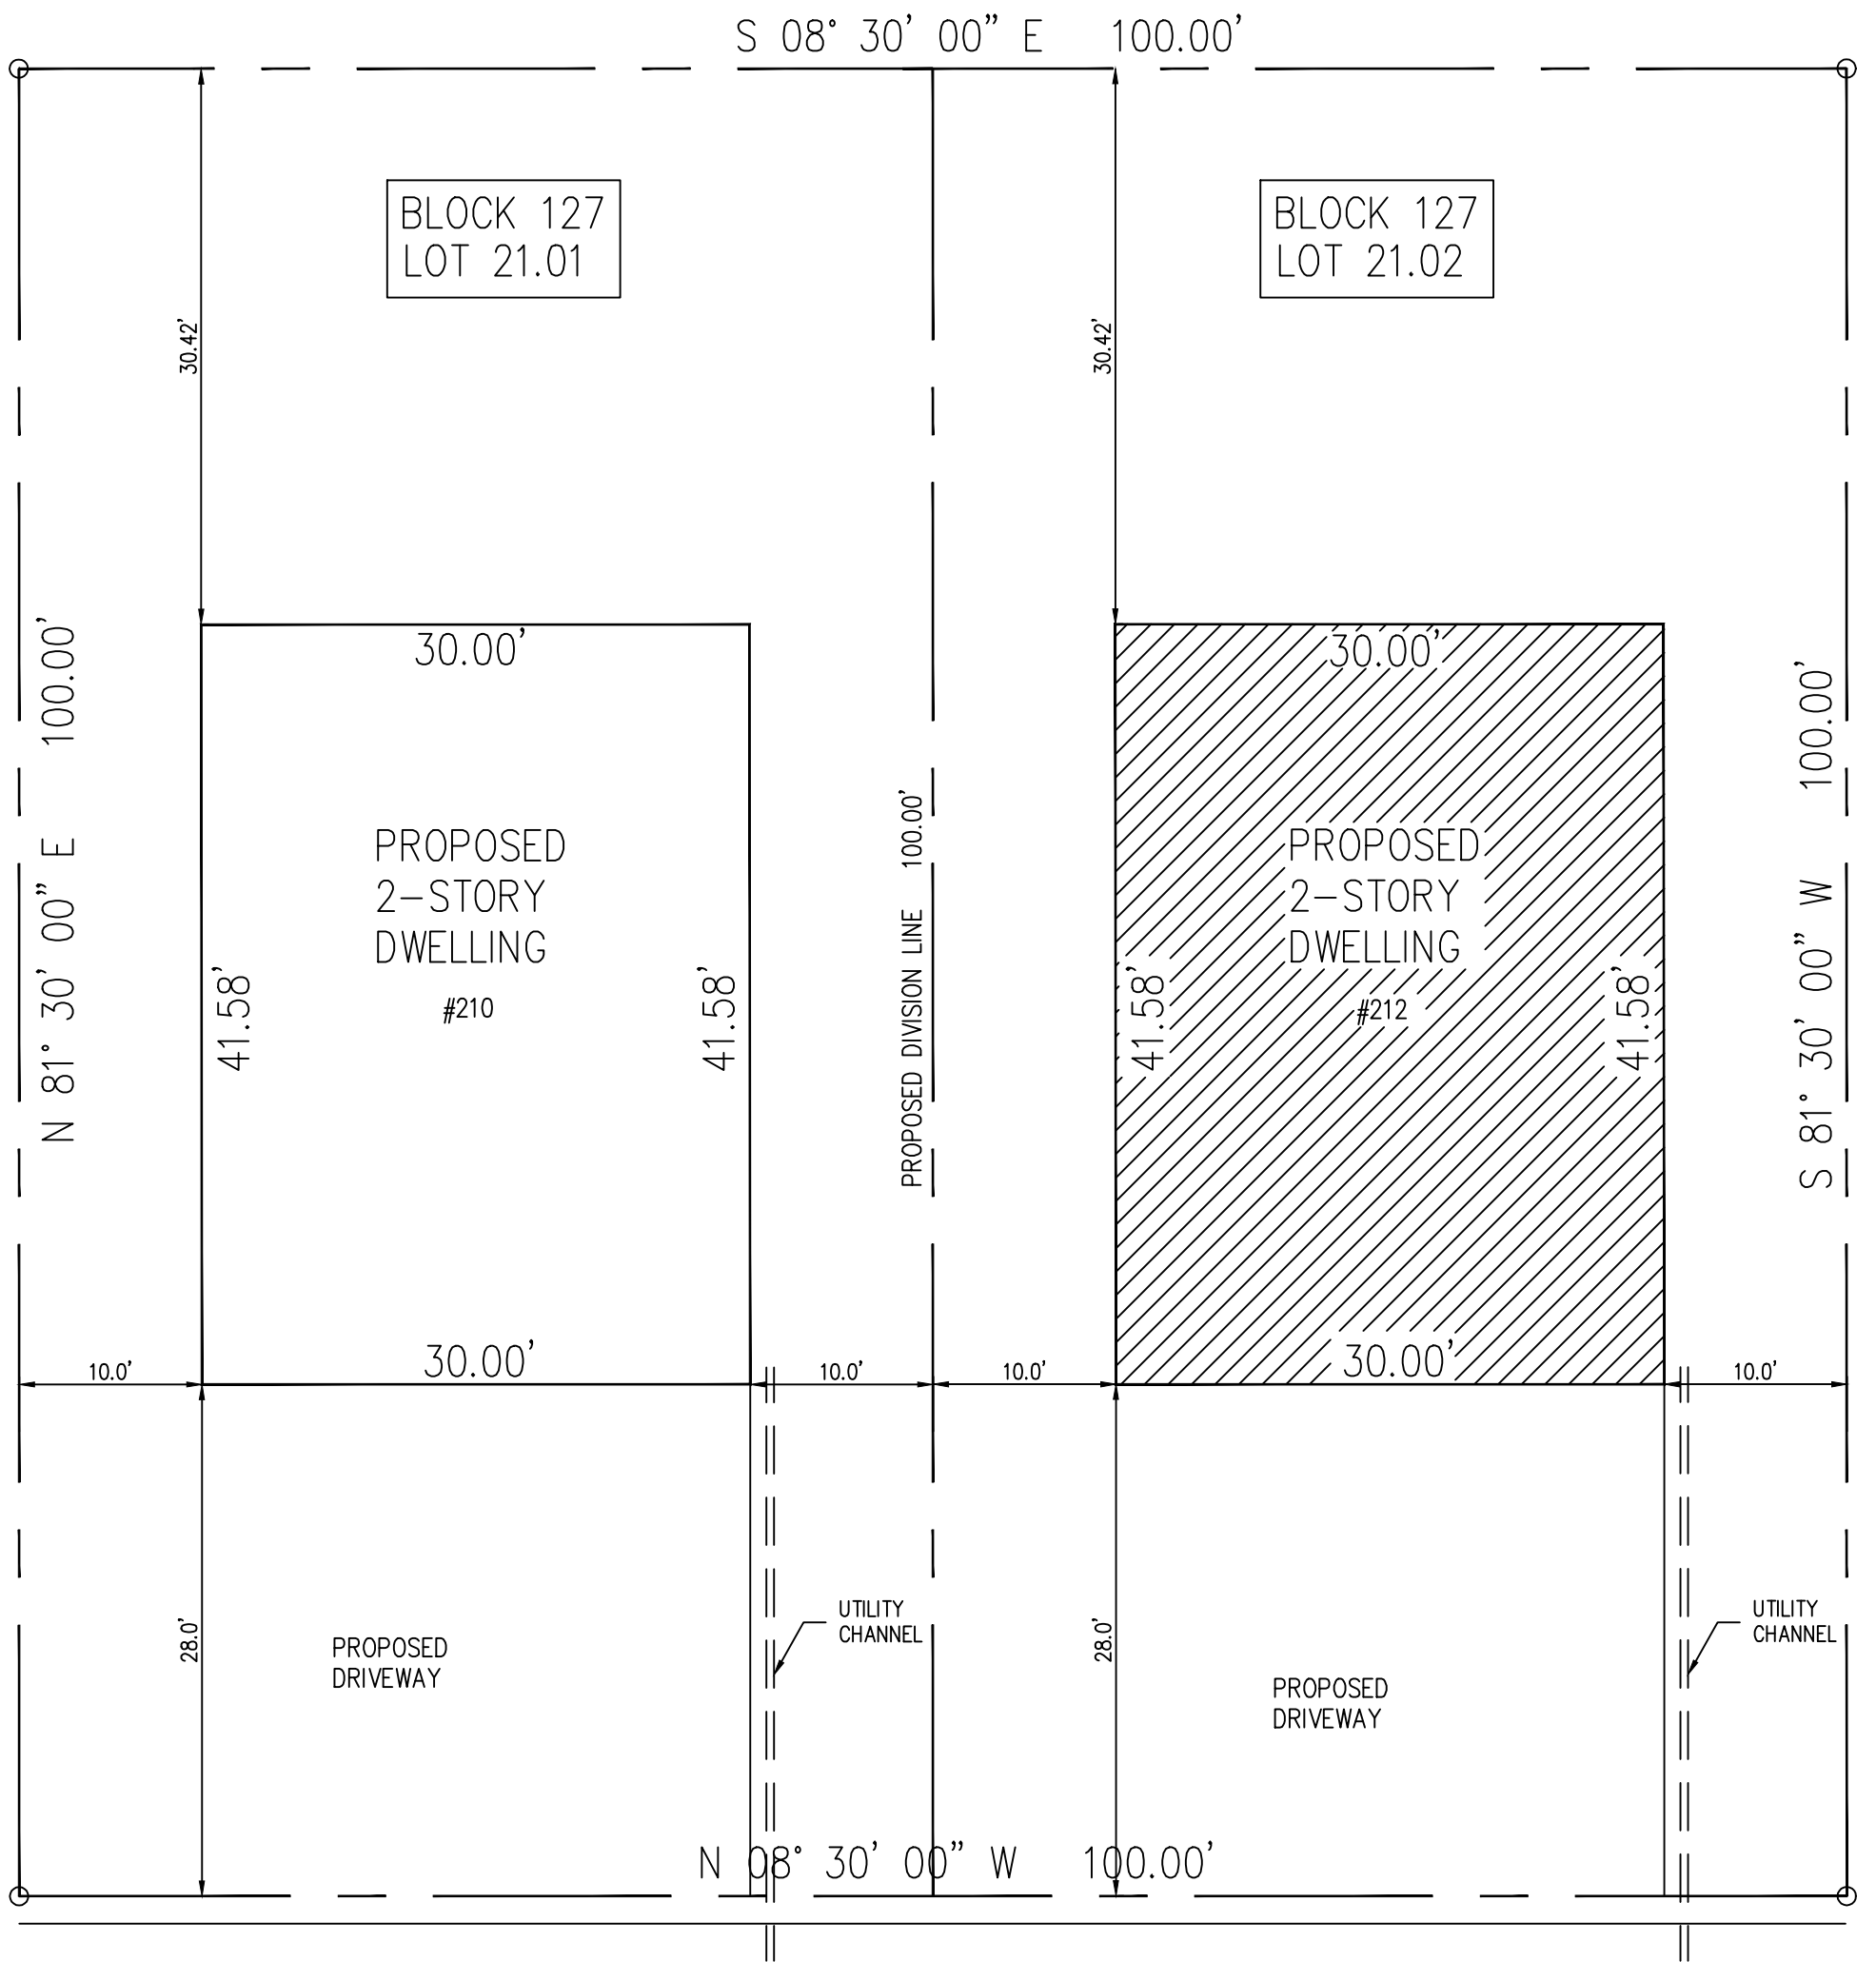 S 08° 30' 00" E 100.00'
BLOCK 127
LOT 21.01
BLOCK 127
LOT 21.02
30.42'
30.42'
N 81° 30' 00" E 100.00'
30.00'
PROPOSED
2-STORY
DWELLING
#210
41.58'
41.58'
30.00'
PROPOSED DIVISION LINE 100.00'
30.00'
PROPOSED
2-STORY
DWELLING
#212
41.58'
41.58'
30.00'
S 81° 30' 00" W 100.00'
10.0'
10.0'
10.0'
10.0'
28.0'
PROPOSED
DRIVEWAY
UTILITY
CHANNEL
28.0'
PROPOSED
DRIVEWAY
UTILITY
CHANNEL
N 08° 30' 00" W 100.00'